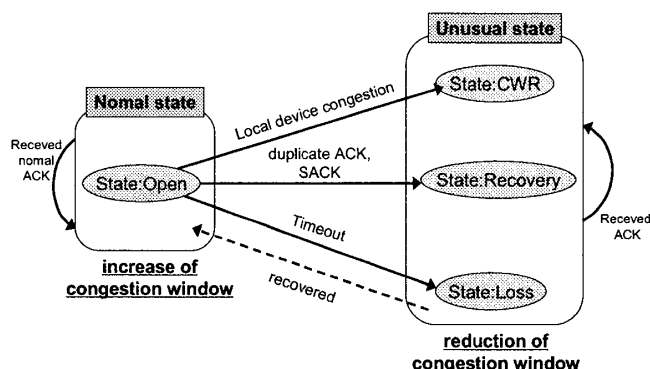 Unusual state
State:CWR
Nomal state
Local device congestion
Receved
nomal
ACK
duplicate ACK,
SACK
State:Open
State:Recovery
Timeout
Receved
ACK
increase of
congestion window
recovered
State:Loss
reduction of
congestion window